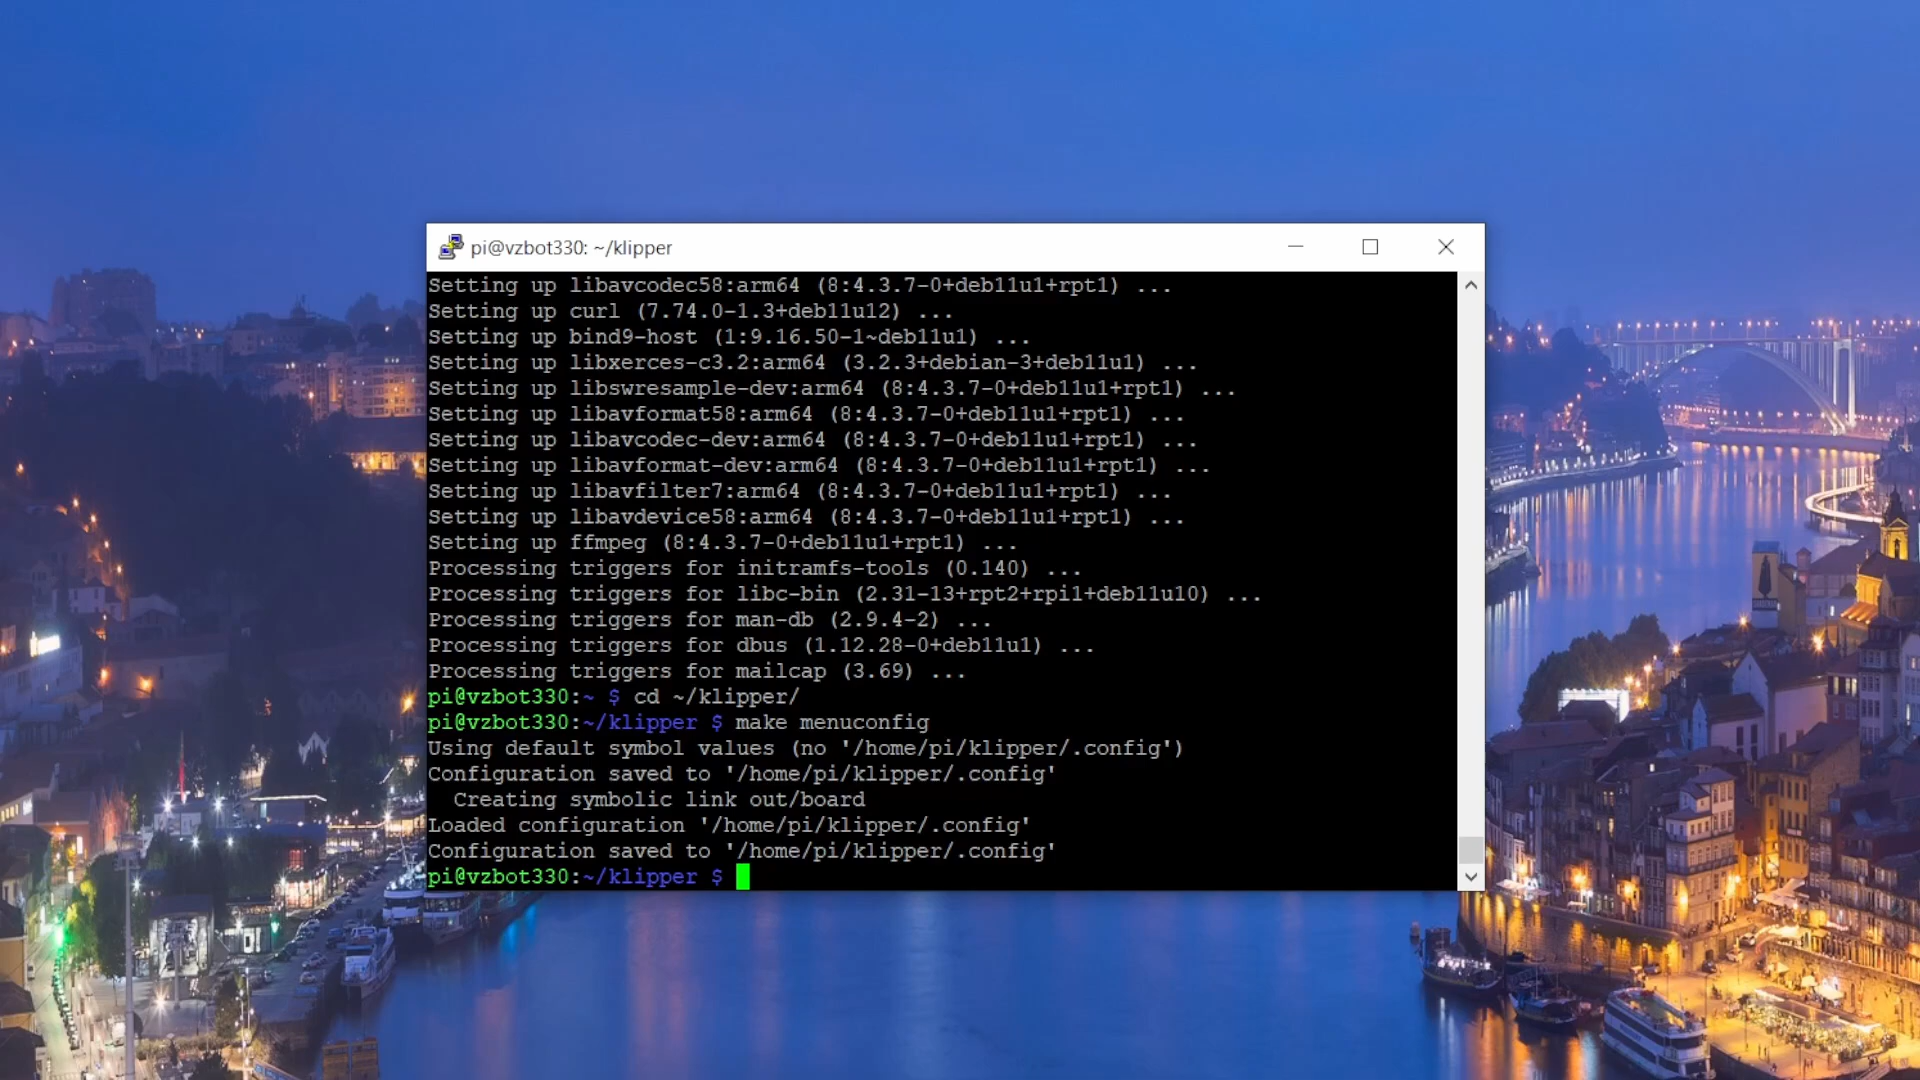 pi@vzbot330: ~/klipper
Setting up libavcodec58:arm64 (8:4.3.7-0+deb11u1+rpt1) ...
Setting up curl (7.74.0-1.3+deb11u12) ...
Setting up bind9-host (1:9.16.50-1~deb11u1) ...
Setting up libxerces-c3.2:arm64 (3.2.3+debian-3+deb11u1) ...
Setting up libswresample-dev:arm64 (8:4.3.7-0+deb11u1+rpt1) ...
Setting up libavformat58:arm64 (8:4.3.7-0+deb11u1+rpt1) ...
Setting up libavcodec-dev:arm64 (8:4.3.7-0+deb11u1+rpt1) ...
Setting up libavformat-dev:arm64 (8:4.3.7-0+deb11u1+rpt1) ...
Setting up libavfilter7:arm64 (8:4.3.7-0+deb11u1+rpt1) ...
Setting up libavdevice58:arm64 (8:4.3.7-0+deb11u1+rpt1) ...
Setting up ffmpeg (8:4.3.7-0+deb11u1+rpt1) ...
Processing triggers for initramfs-tools (0.140) ...
Processing triggers for libc-bin (2.31-13+rpt2+rpi1+deb11u10) ...
Processing triggers for man-db (2.9.4-2) ...
Processing triggers for dbus (1.12.28-0+deb11u1) ...
Processing triggers for mailcap (3.69) ...
pi@vzbot330:~ $ cd ~/klipper/
pi@vzbot330:~/klipper $ make menuconfig
Using default symbol values (no '/home/pi/klipper/.config')
Configuration saved to '/home/pi/klipper/.config'
  Creating symbolic link out/board
Loaded configuration '/home/pi/klipper/.config'
Configuration saved to '/home/pi/klipper/.config'
pi@vzbot330:~/klipper $